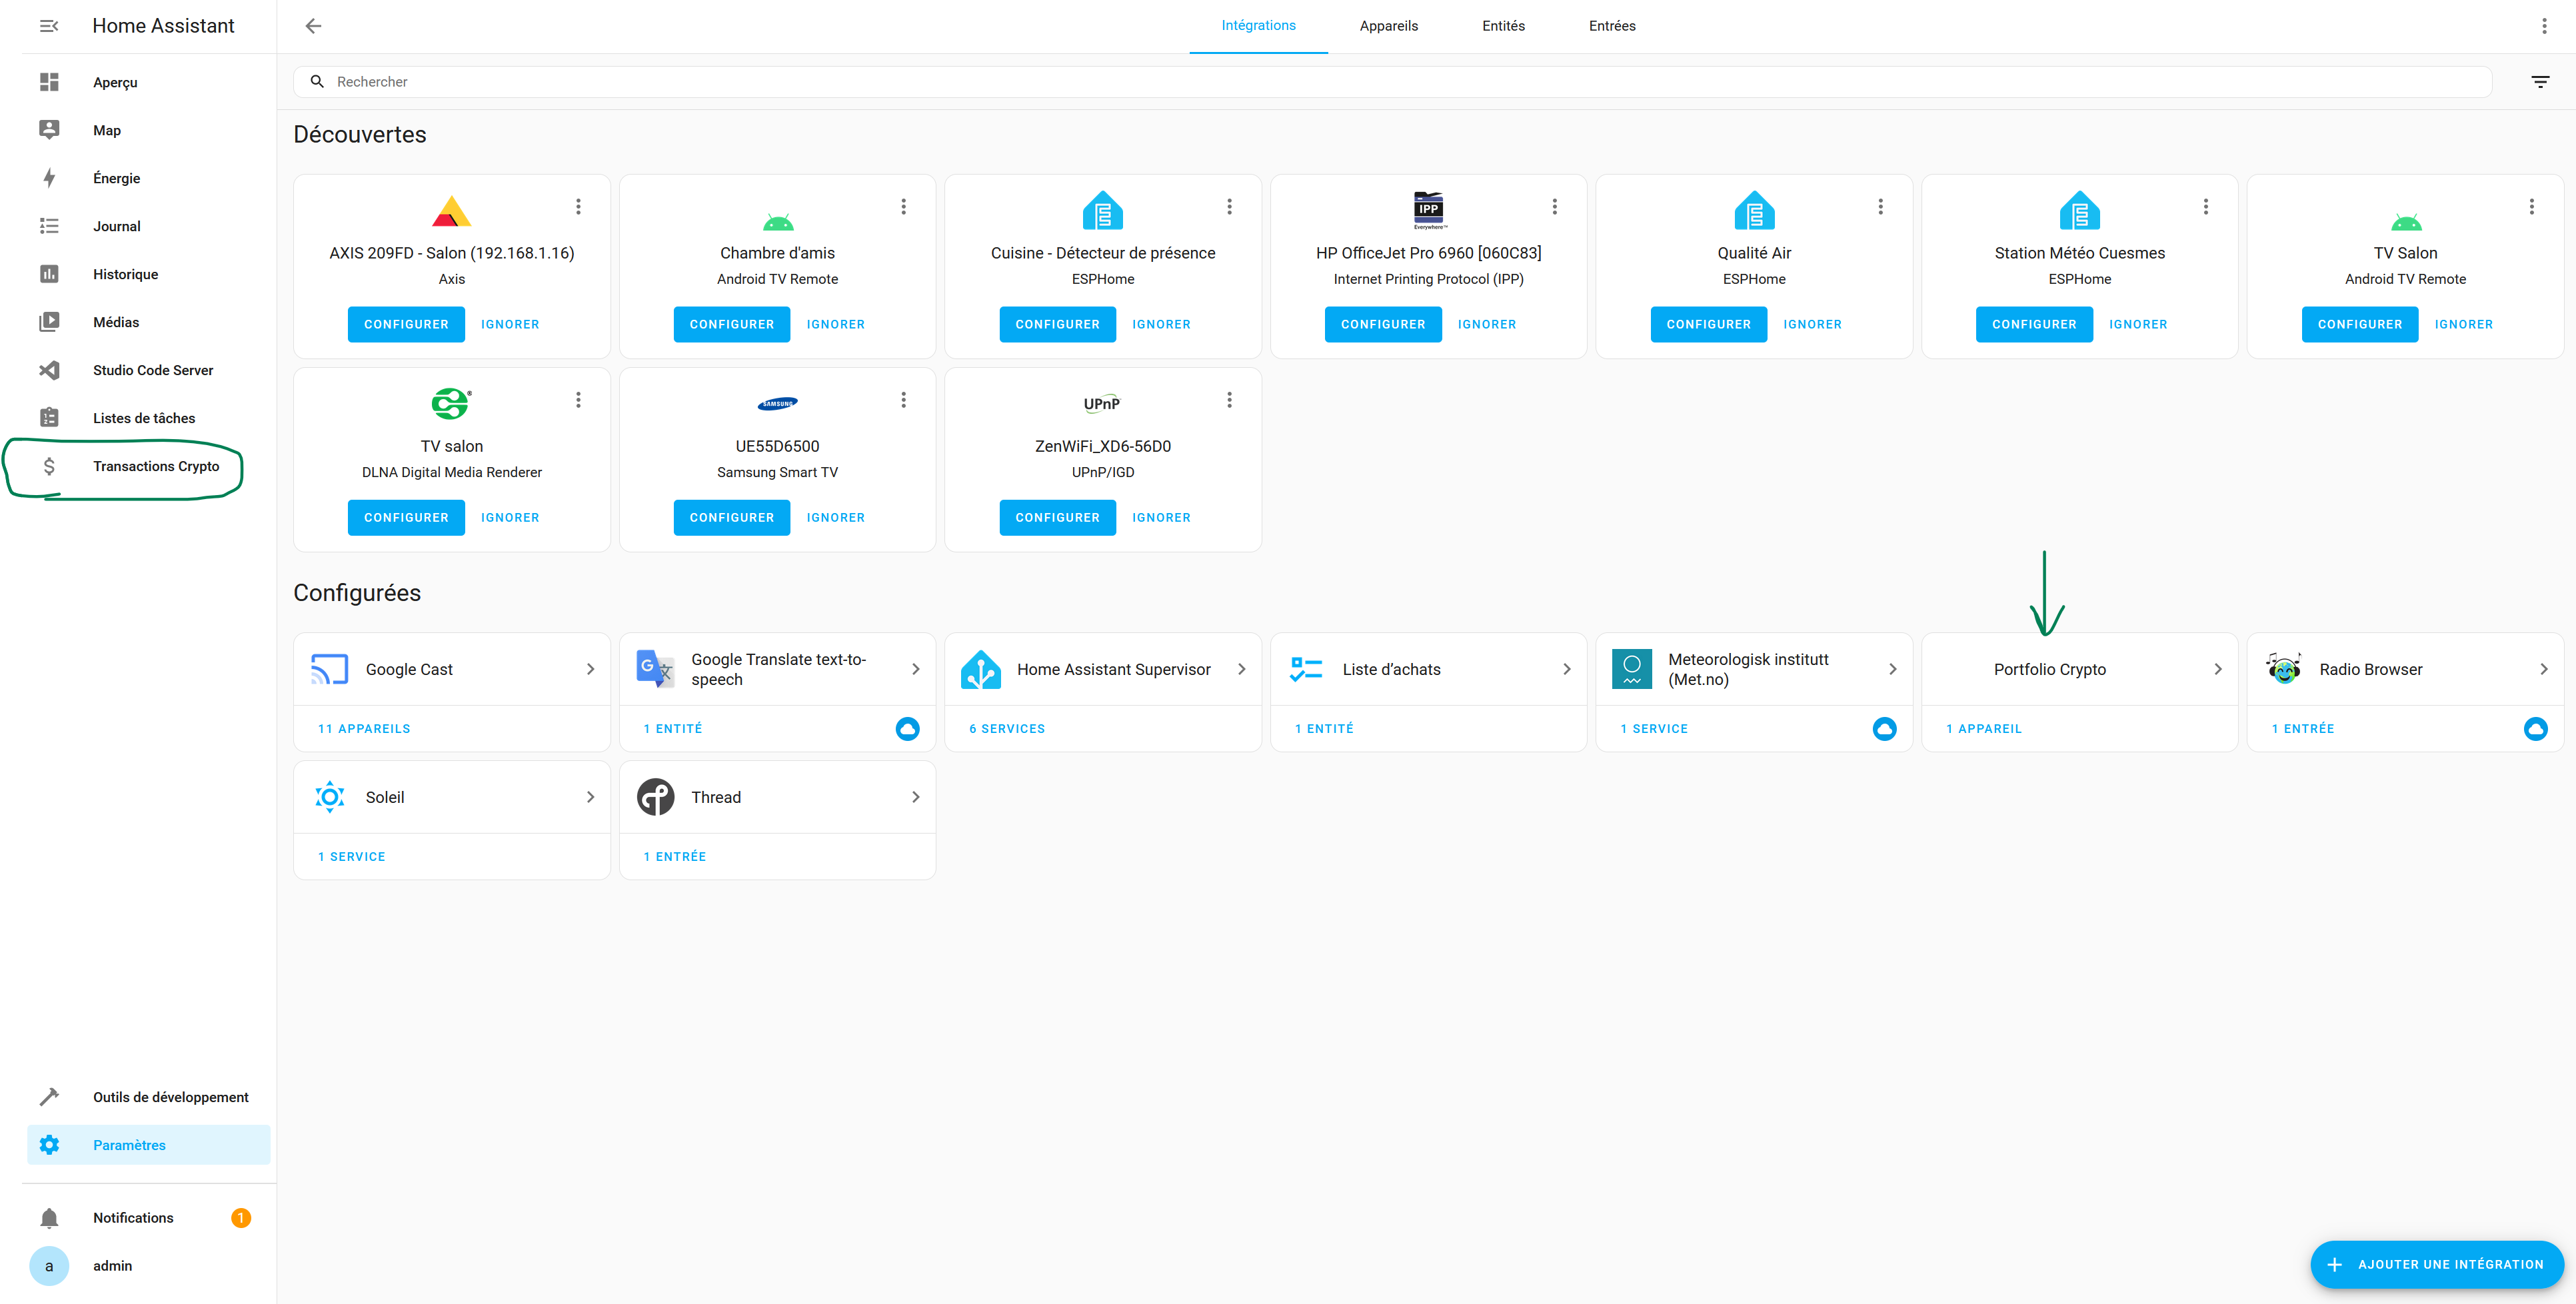 Home Assistant
Intégrations
Appareils
Entités
Entrées
Rechercher
Aperçu
Map
Énergie
Journal
Historique
Médias
Studio Code Server
Listes de tâches
Transactions Crypto
Outils de développement
Paramètres
Notifications
1
a
admin
Découvertes
AXIS 209FD - Salon (192.168.1.16)
Axis
CONFIGURER
IGNORER
Chambre d'amis
Android TV Remote
CONFIGURER
IGNORER
Cuisine - Détecteur de présence
ESPHome
CONFIGURER
IGNORER
IPP
Everywhere™
HP OfficeJet Pro 6960 [060C83]
Internet Printing Protocol (IPP)
CONFIGURER
IGNORER
Qualité Air
ESPHome
CONFIGURER
IGNORER
Station Météo Cuesmes
ESPHome
CONFIGURER
IGNORER
TV Salon
Android TV Remote
CONFIGURER
IGNORER
TV salon
DLNA Digital Media Renderer
CONFIGURER
IGNORER
SAMSUNG
UE55D6500
Samsung Smart TV
CONFIGURER
IGNORER
UPnP
ZenWiFi_XD6-56D0
UPnP/IGD
CONFIGURER
IGNORER
Configurées
Google Cast
11 APPAREILS
Google Translate text-to-
speech
1 ENTITÉ
Home Assistant Supervisor
6 SERVICES
Liste d’achats
1 ENTITÉ
Meteorologisk institutt
(Met.no)
1 SERVICE
Portfolio Crypto
1 APPAREIL
Radio Browser
1 ENTRÉE
Soleil
1 SERVICE
Thread
1 ENTRÉE
AJOUTER UNE INTÉGRATION